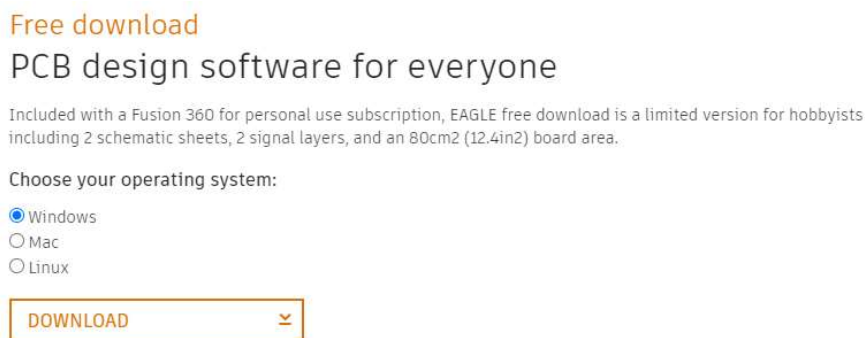 Free download
PCB design software for everyone
Included with a Fusion 360 for personal use subscription, EAGLE free download is a limited version for hobbyists
including 2 schematic sheets, 2 signal layers, and an 80cm2 (12.4in2) board area.
Choose your operating system:
Windows
Mac
Linux
DOWNLOAD